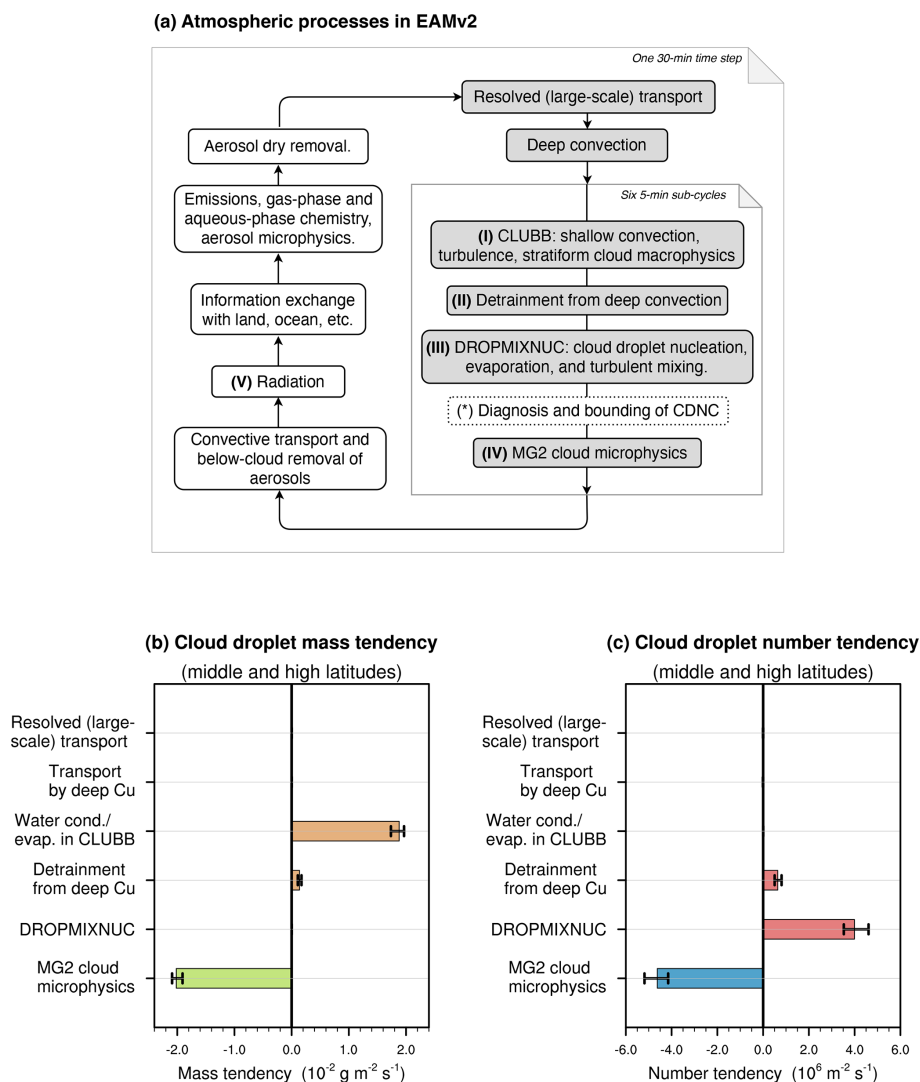 (a) Atmospheric processes in EAMv2
One 30-min time step
Resolved (large-scale) transport
Deep convection
Six 5-min sub-cycles
(I) CLUBB: shallow convection,
turbulence, stratiform cloud macrophysics
(II) Detrainment from deep convection
(III) DROPMIXNUC: cloud droplet nucleation,
evaporation, and turbulent mixing.
(*) Diagnosis and bounding of CDNC
(IV) MG2 cloud microphysics
Aerosol dry removal.
Emissions, gas-phase and
aqueous-phase chemistry,
aerosol microphysics.
Information exchange
with land, ocean, etc.
(V) Radiation
Convective transport and
below-cloud removal of
aerosols
(b) Cloud droplet mass tendency
(middle and high latitudes)
Resolved (large-
scale) transport
Transport
by deep Cu
Water cond./
evap. in CLUBB
Detrainment
from deep Cu
DROPMIXNUC
MG2 cloud
microphysics
-2.0 -1.0 0.0 1.0 2.0
Mass tendency (10⁻² g m⁻² s⁻¹)
(c) Cloud droplet number tendency
(middle and high latitudes)
Resolved (large-
scale) transport
Transport
by deep Cu
Water cond./
evap. in CLUBB
Detrainment
from deep Cu
DROPMIXNUC
MG2 cloud
microphysics
-6.0 -4.0 -2.0 0.0 2.0 4.0 6.0
Number tendency (10⁶ m⁻² s⁻¹)